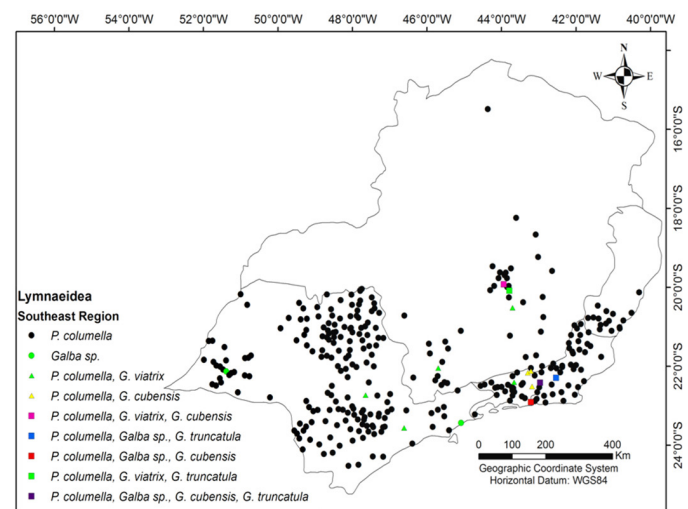 56°0'0"W 54°0'0"W 52°0'0"W 50°0'0"W 48°0'0"W 46°0'0"W 44°0'0"W 42°0'0"W 40°0'0"W
N
W E
S
16°0'0"S
18°0'0"S
20°0'0"S
22°0'0"S
24°0'0"S
Lymnaeidea
Southeast Region
P. columella
Galba sp.
P. columella, G. viatrix
P. columella, G. cubensis
P. columella, G. viatrix, G. cubensis
P. columella, Galba sp., G. truncatula
P. columella, Galba sp., G. cubensis
P. columella, G. viatrix, G. truncatula
P. columella, Galba sp., G. cubensis, G. truncatula
0 100 200 300 400
Km
Geographic Coordinate System
Horizontal Datum: WGS84